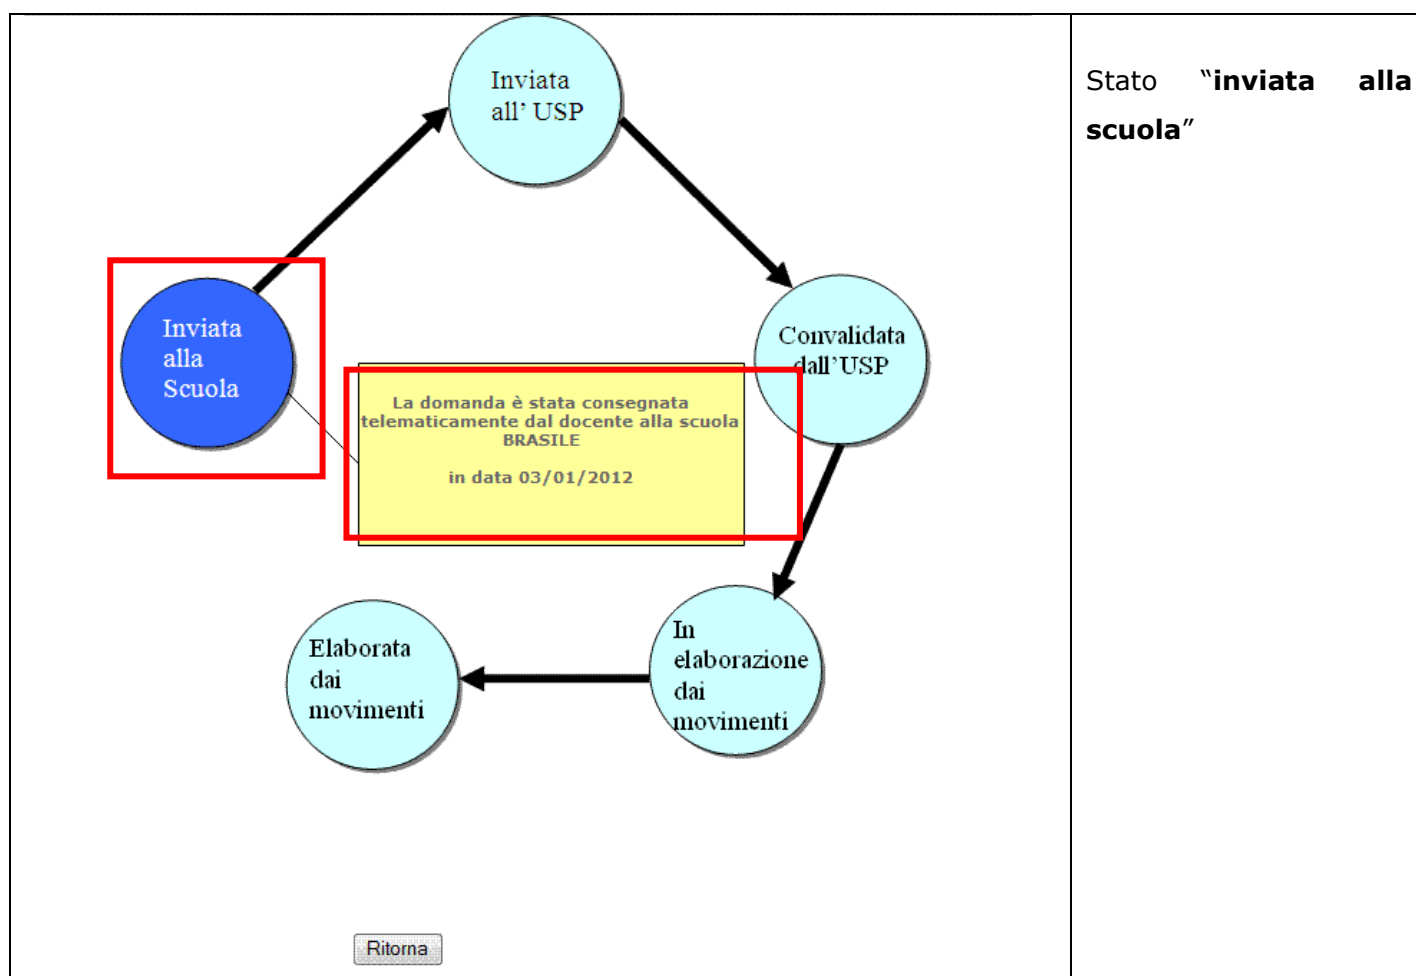 Inviata
all' USP
Stato “inviata alla
scuola”
Inviata
alla
Scuola
Convalidata
dall’USP
La domanda è stata consegnata
telematicamente dal docente alla scuola
BRASILE
in data 03/01/2012
Elaborata
dai
movimenti
In
elaborazione
dai
movimenti
Ritorna